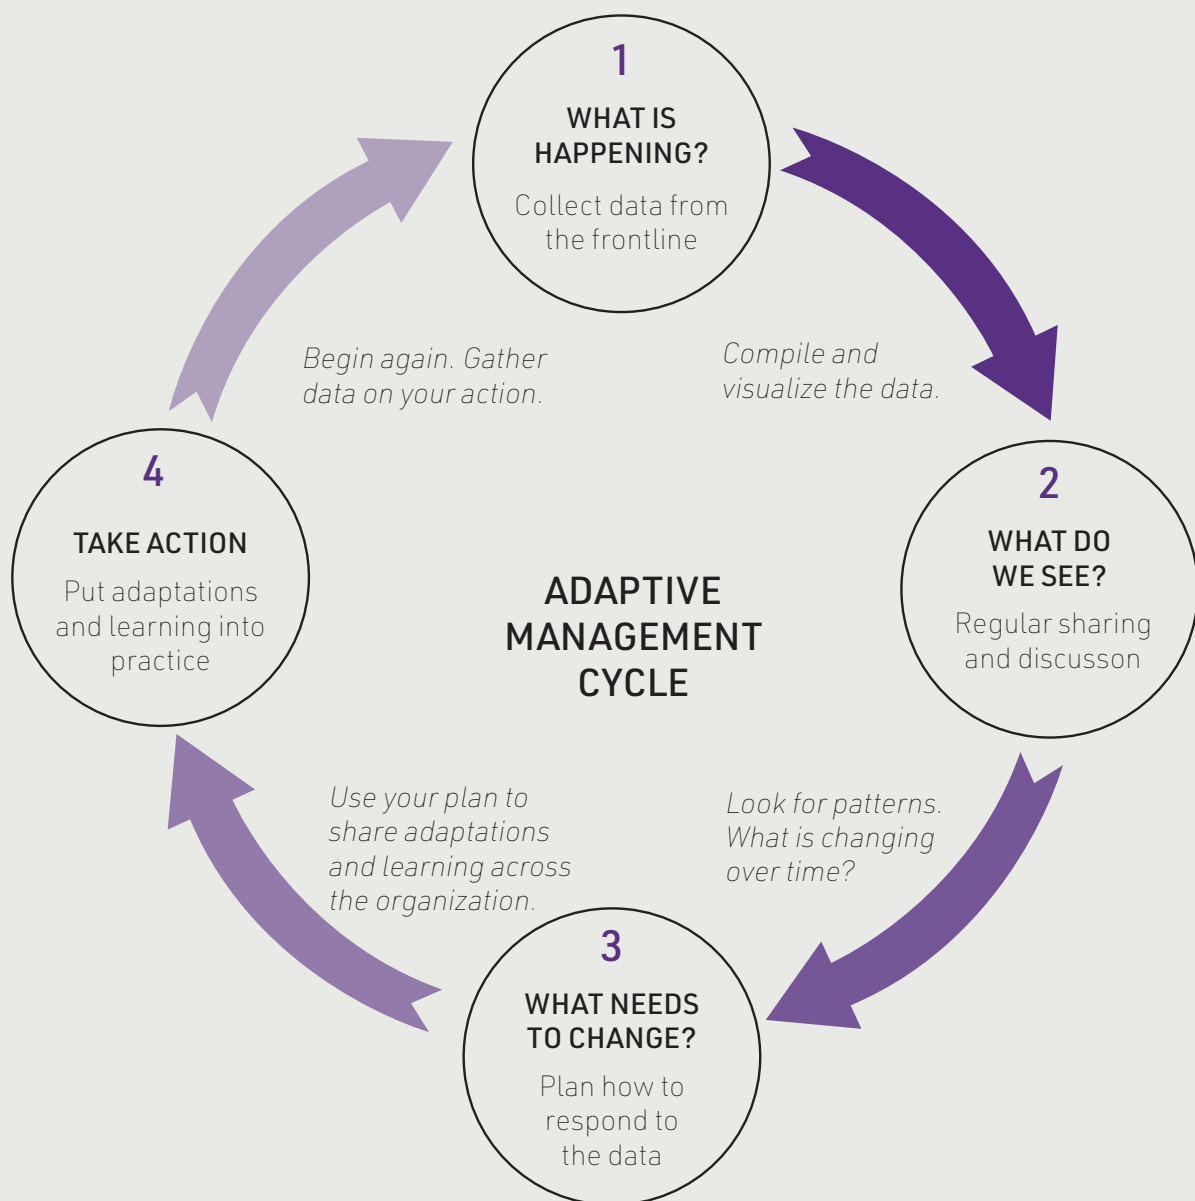 1
WHAT IS
HAPPENING?
Collect data from
the frontline
Begin again. Gather
data on your action.
Compile and
visualize the data.
4
TAKE ACTION
Put adaptations
and learning into
practice
ADAPTIVE
MANAGEMENT
CYCLE
2
WHAT DO
WE SEE?
Regular sharing
and discusson
Use your plan to
share adaptations
and learning across
the organization.
Look for patterns.
What is changing
over time?
3
WHAT NEEDS
TO CHANGE?
Plan how to
respond to
the data